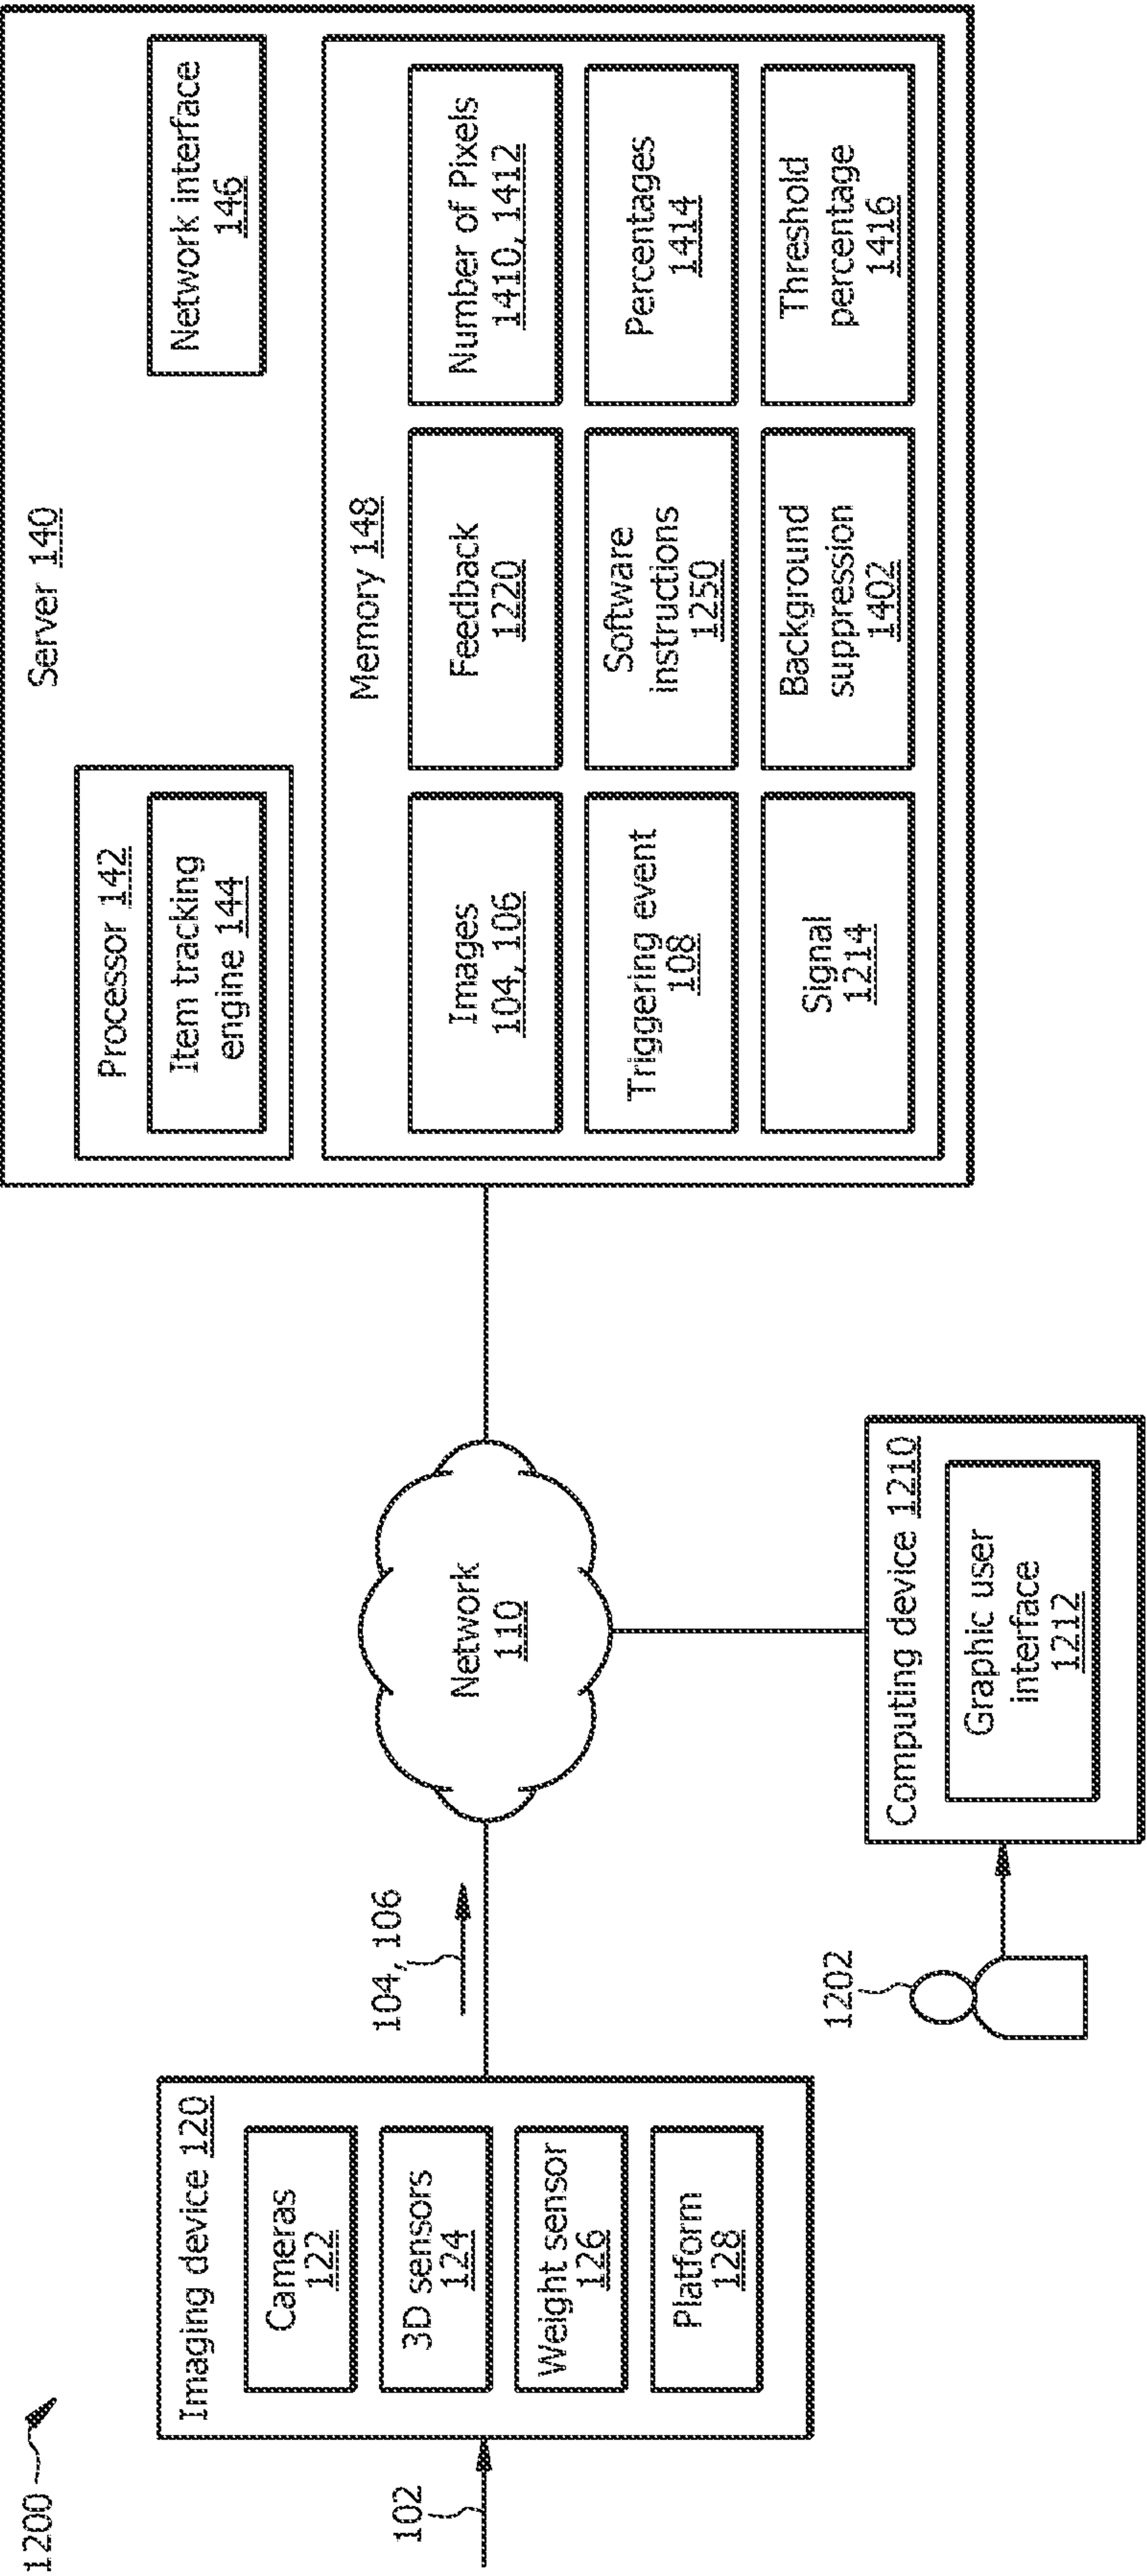 1200
102
Imaging device 120
Cameras
122
3D sensors
124
Weight sensor
126
Platform
128
104, 106
Network
110
1202
Computing device 1210
Graphic user
interface
1212
Server 140
Processor 142
Item tracking
engine 144
Network interface
146
Memory 148
Images
104, 106
Feedback
1220
Number of Pixels
1410, 1412
Triggering event
108
Software
instructions
1250
Percentages
1414
Signal
1214
Background
suppression
1402
Threshold
percentage
1416